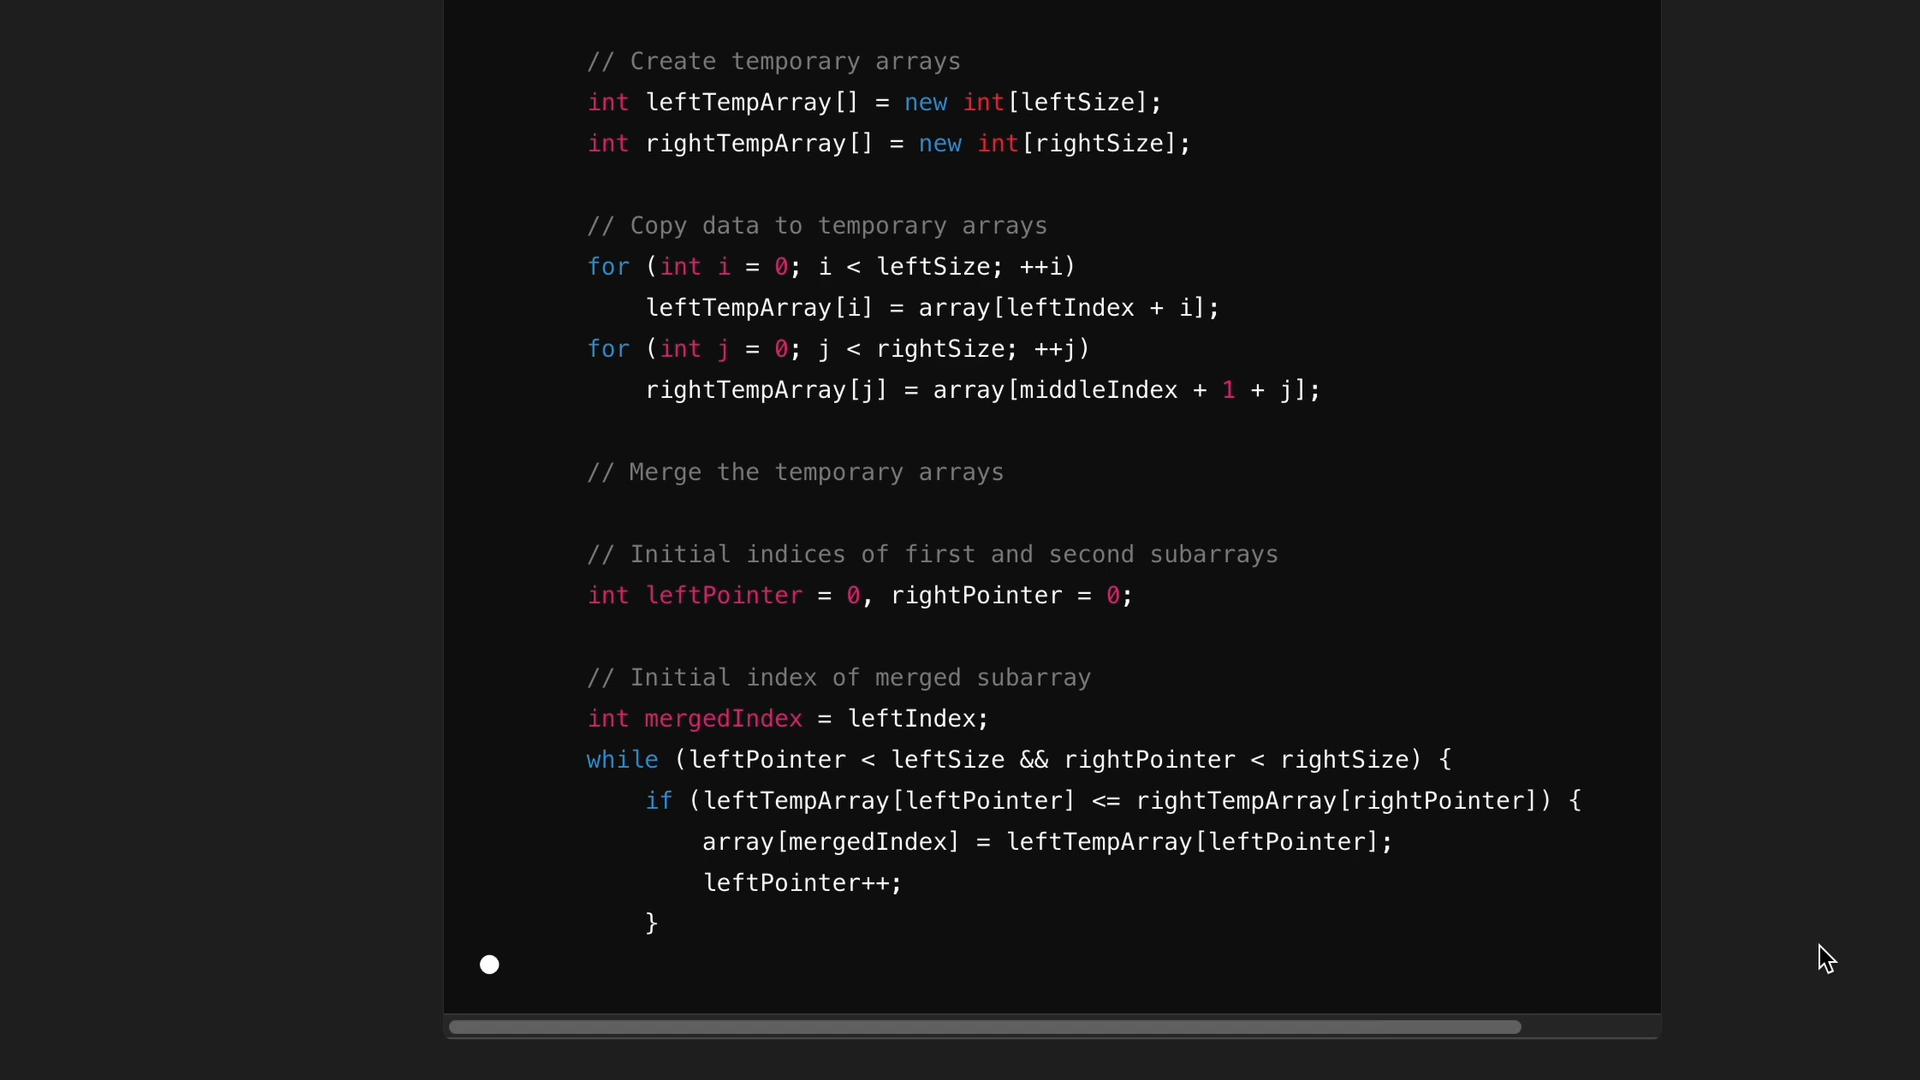 // Create temporary arrays
int leftTempArray[] = new int[leftSize];
int rightTempArray[] = new int[rightSize];
// Copy data to temporary arrays
for (int i = 0; i < leftSize; ++i)
leftTempArray[i] = array[leftIndex + i];
for (int j = 0; j < rightSize; ++j)
rightTempArray[j] = array[middleIndex + 1 + j];
// Merge the temporary arrays
// Initial indices of first and second subarrays
int leftPointer = 0, rightPointer = 0;
// Initial index of merged subarray
int mergedIndex = leftIndex;
while (leftPointer < leftSize && rightPointer < rightSize) {
if (leftTempArray[leftPointer] <= rightTempArray[rightPointer]) {
array[mergedIndex] = leftTempArray[leftPointer];
leftPointer++;
}